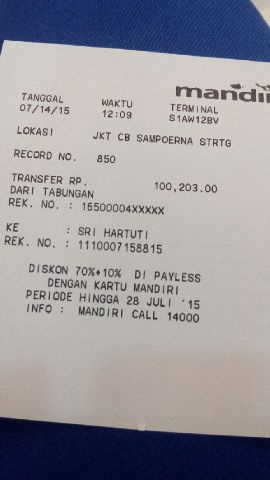 mandiri
TANGGAL WAKTU TERMINAL
07/14/15 12:09 S1AW12BV
LOKASI JKT CB SAMPOERNA STRTG
RECORD NO. 850
TRANSFER RP. 100,203.00
DARI TABUNGAN
REK. NO. : 16500004XXXXX
KE : SRI HARTUTI
REK. NO. : 1110007158815
DISKON 70%+10% DI PAYLESS
DENGAN KARTU MANDIRI
PERIODE HINGGA 28 JULI '15
INFO : MANDIRI CALL 14000